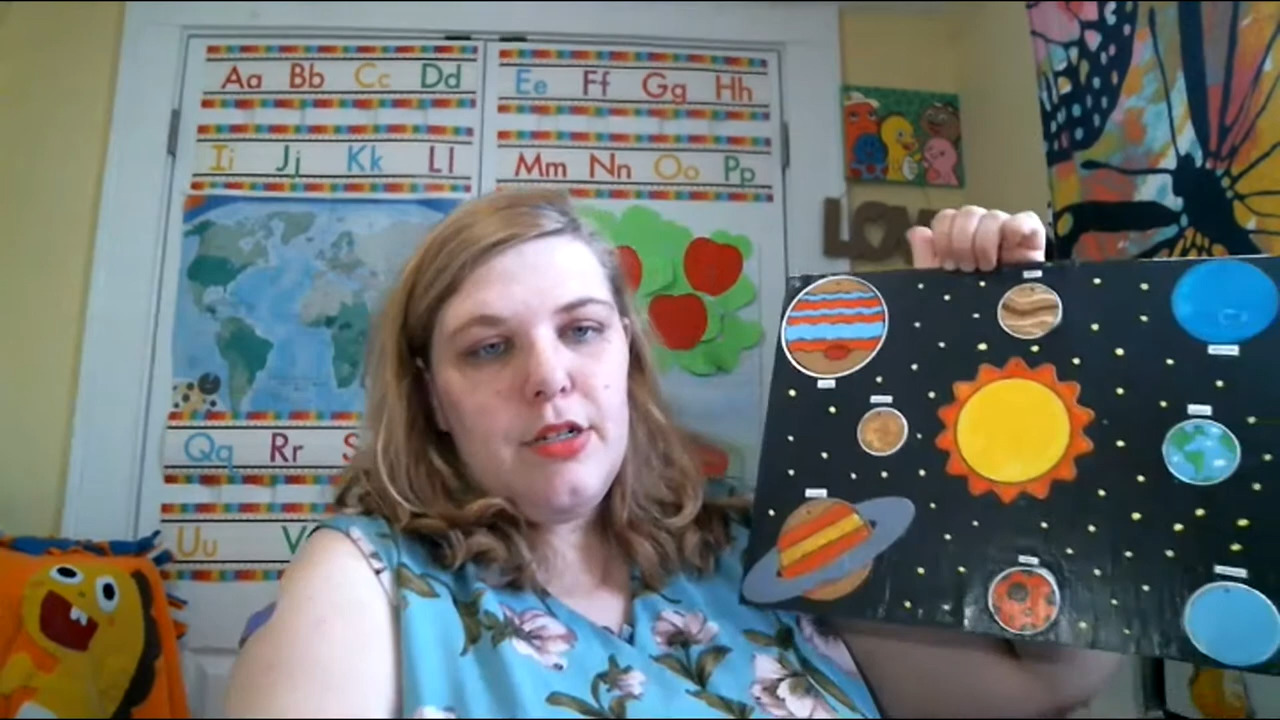 Aa Bb Cc Dd
Ee Ff Gg Hh
Ii Jj Kk Ll
Mm Nn Oo Pp
LOV
Qq Rr S
Uu V